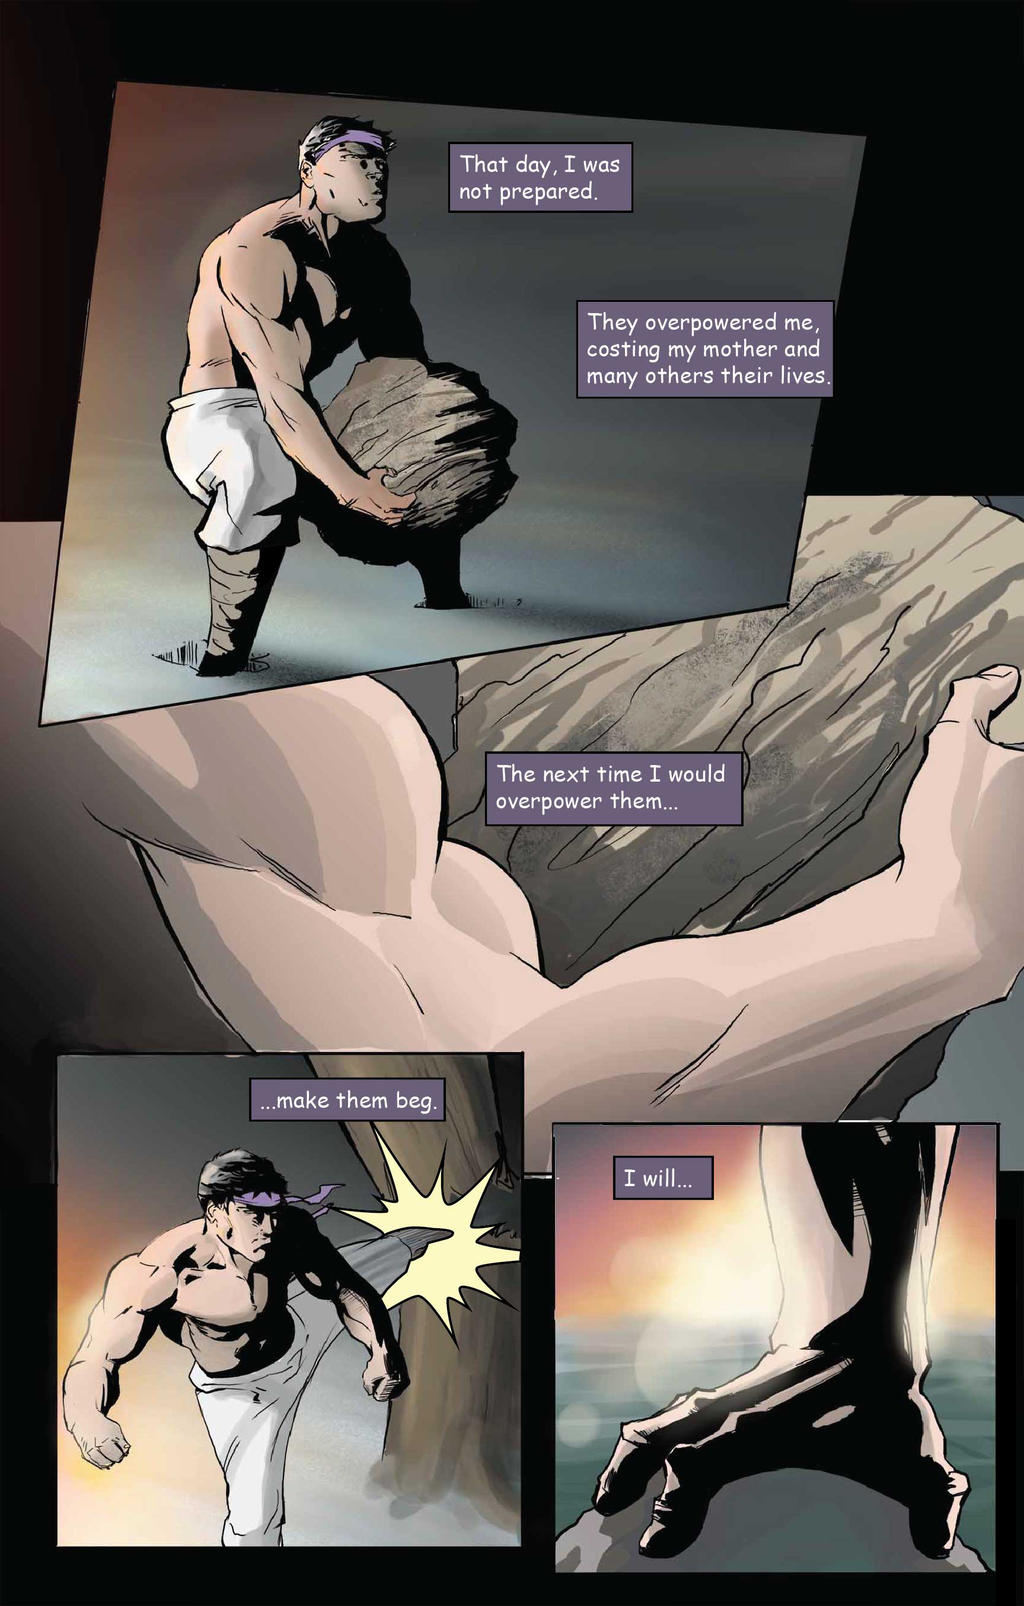 That day, I was
not prepared.
They overpowered me,
costing my mother and
many others their lives.
The next time I would
overpower them...
...make them beg.
I will...